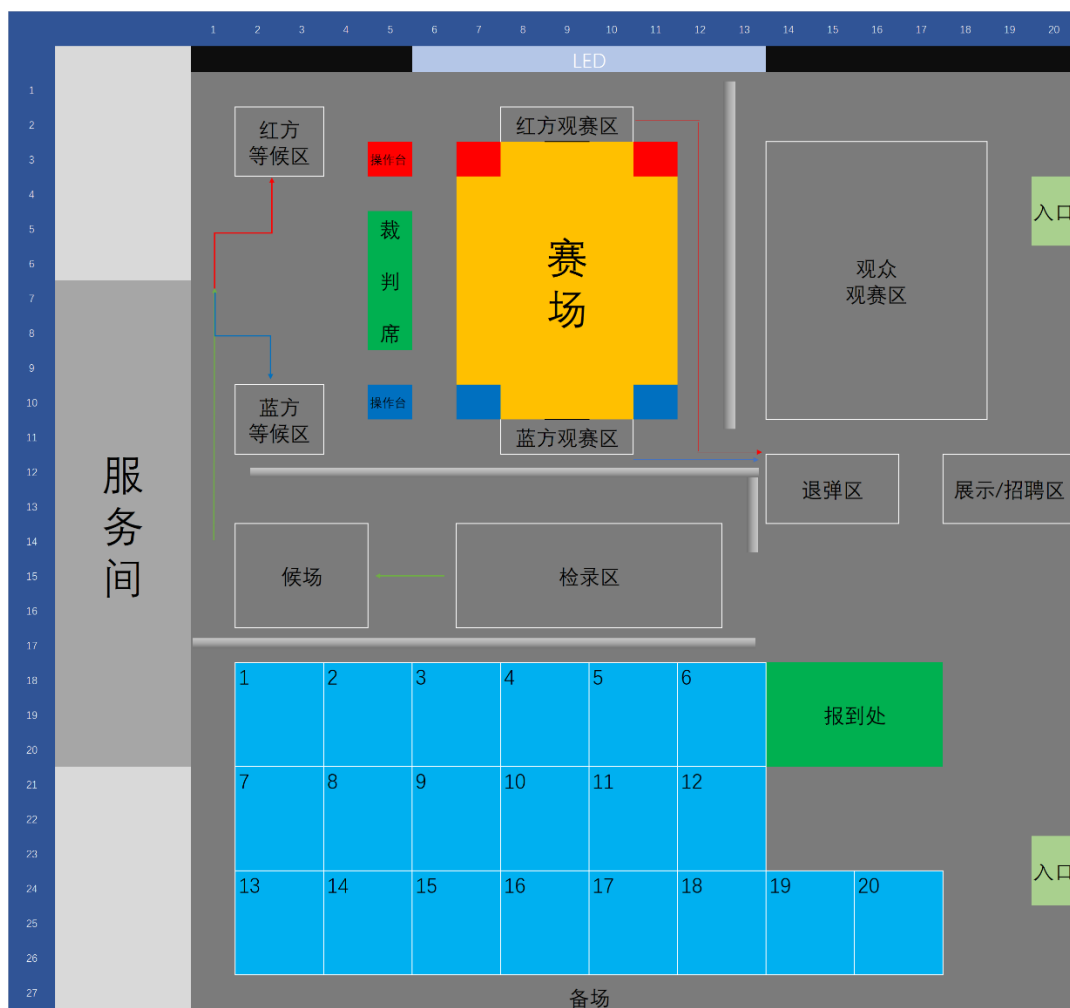 1 2 3 4 5 6 7 8 9 10 11 12 13 14 15 16 17 18 19 20
LED
1
2
3
4
5
6
7
8
9
10
11
12
13
14
15
16
17
18
19
20
21
22
23
24
25
26
27
红方
等候区
操作台
红方观赛区
裁
判
席
赛
场
观众
观赛区
入口
蓝方
等候区
操作台
蓝方观赛区
服
务
间
退弹区
展示/招聘区
候场
检录区
1 2 3 4 5 6
报到处
7 8 9 10 11 12
入口
13 14 15 16 17 18 19 20
备场